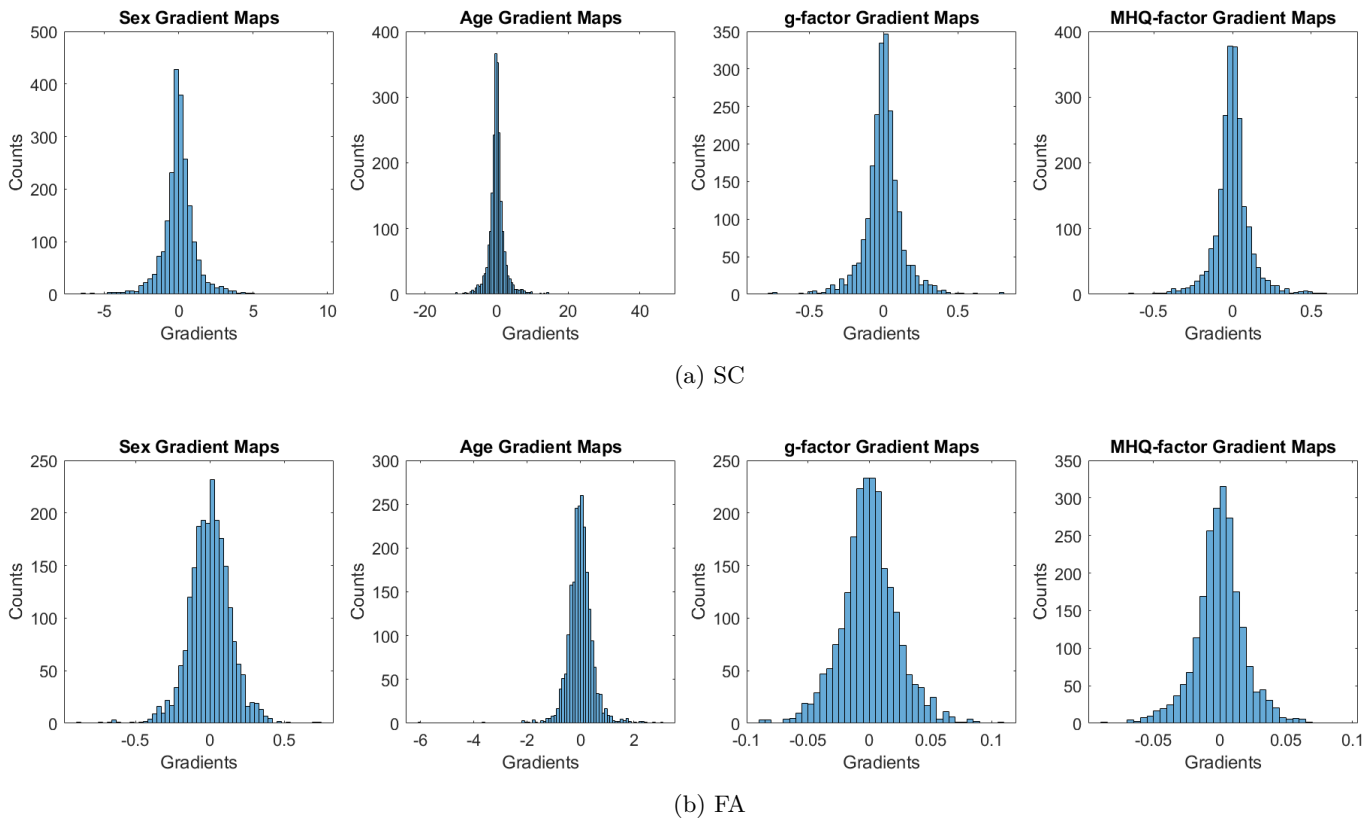 Sex Gradient Maps
500
400
300
200
100
0
-5 0 5 10
Counts
Gradients
Age Gradient Maps
400
300
200
100
0
-20 0 20 40
Counts
Gradients
g-factor Gradient Maps
350
300
250
200
150
100
50
0
-0.5 0 0.5
Counts
Gradients
MHQ-factor Gradient Maps
400
300
200
100
0
-0.5 0 0.5
Counts
Gradients
(a) SC
Sex Gradient Maps
250
200
150
100
50
0
-0.5 0 0.5
Counts
Gradients
Age Gradient Maps
300
250
200
150
100
50
0
-6 -4 -2 0 2
Counts
Gradients
g-factor Gradient Maps
250
200
150
100
50
0
-0.1 -0.05 0 0.05 0.1
Counts
Gradients
MHQ-factor Gradient Maps
350
300
250
200
150
100
50
0
-0.05 0 0.05 0.1
Counts
Gradients
(b) FA